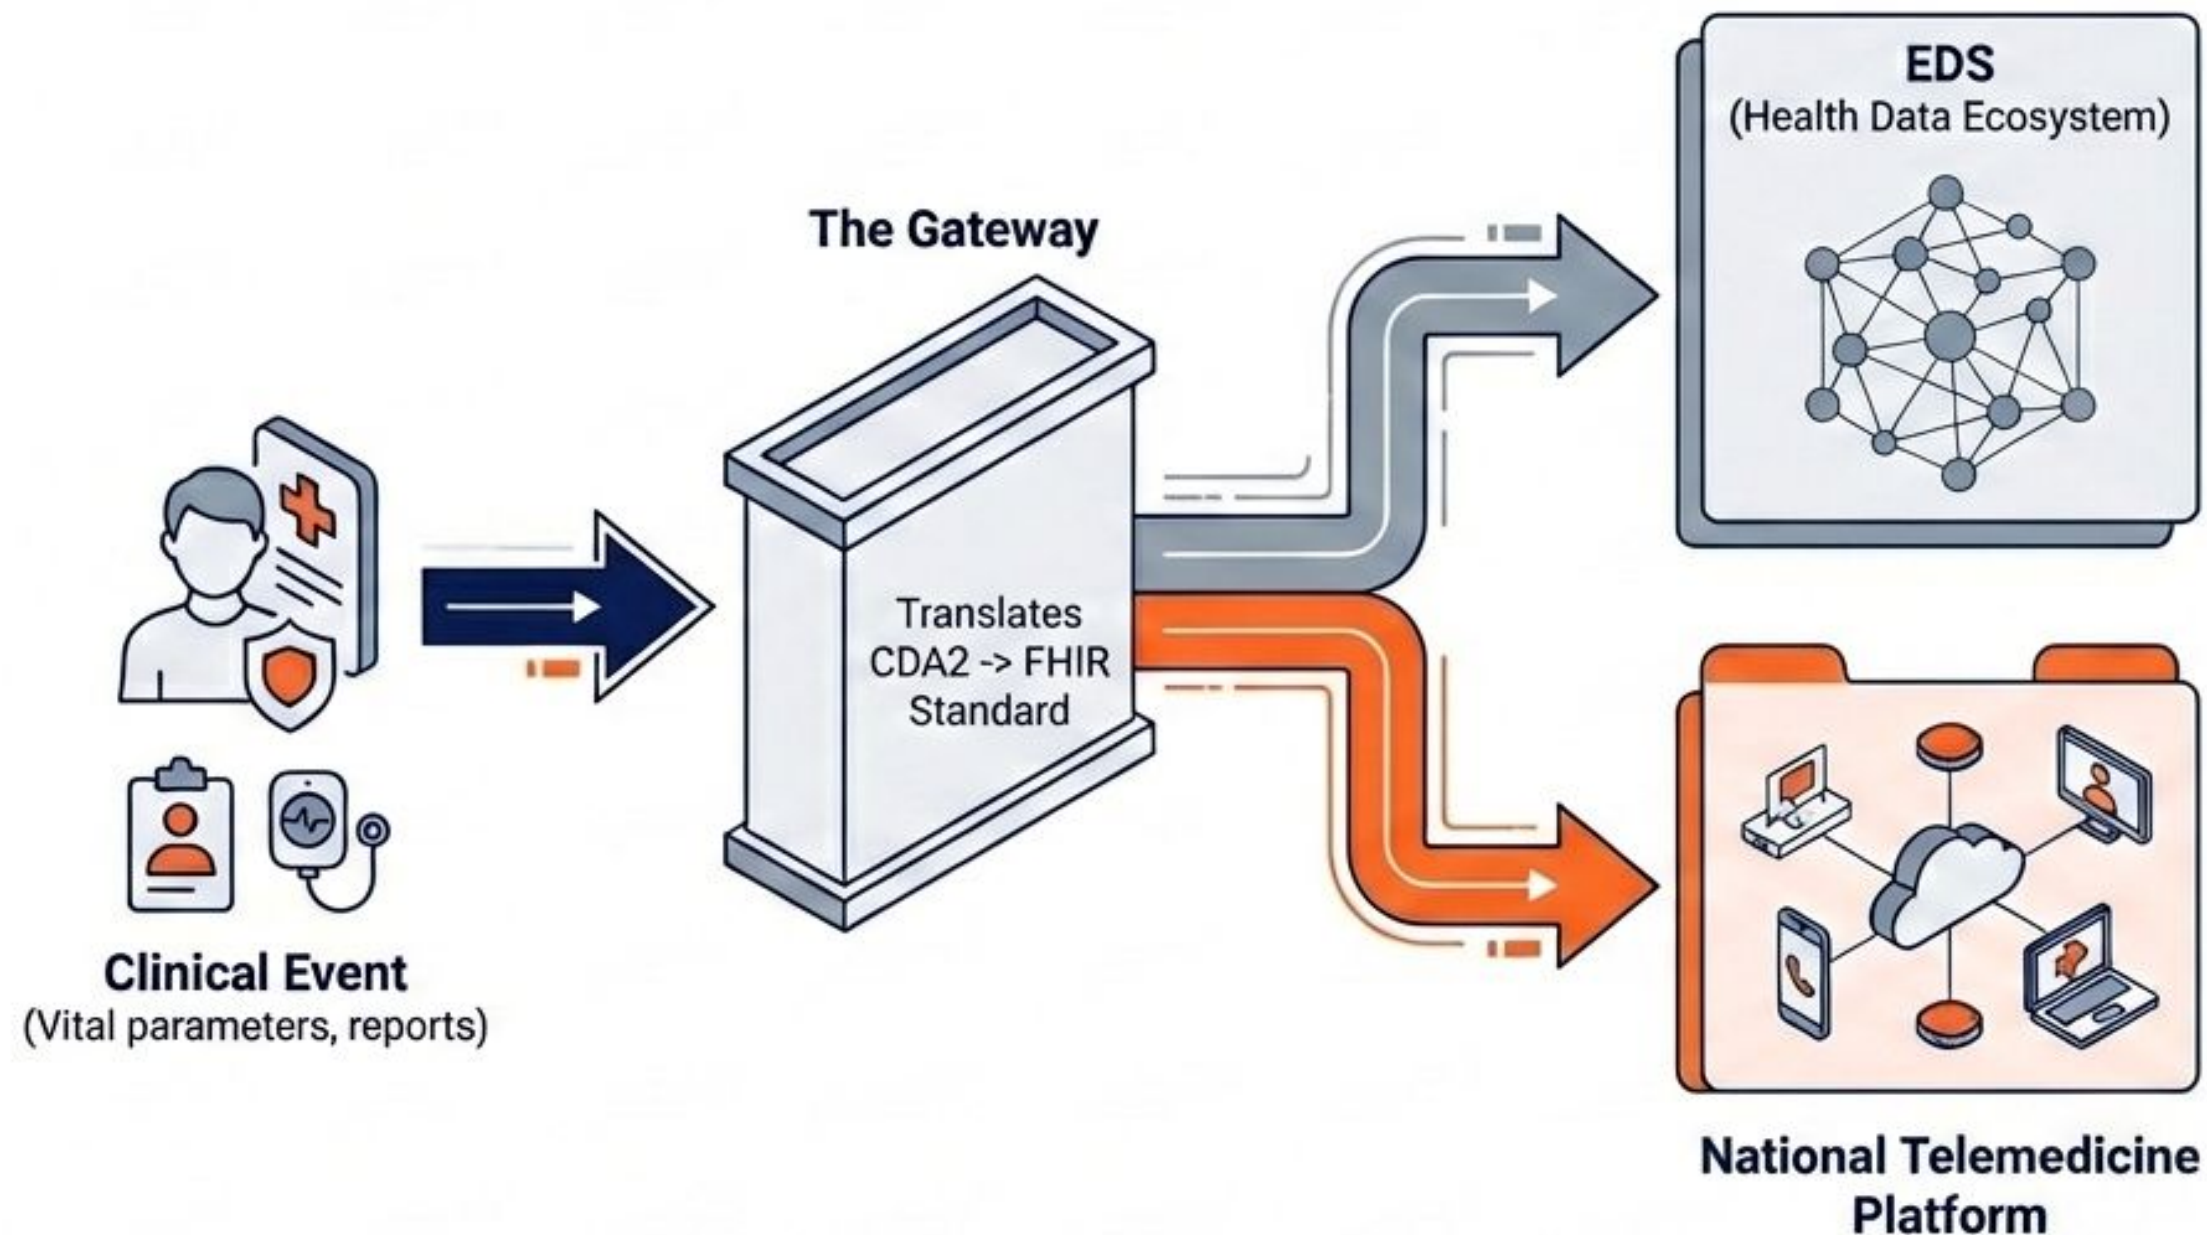 The Gateway
Translates
CDA2 -> FHIR
Standard
Clinical Event
(Vital parameters, reports)
EDS
(Health Data Ecosystem)
National Telemedicine
Platform